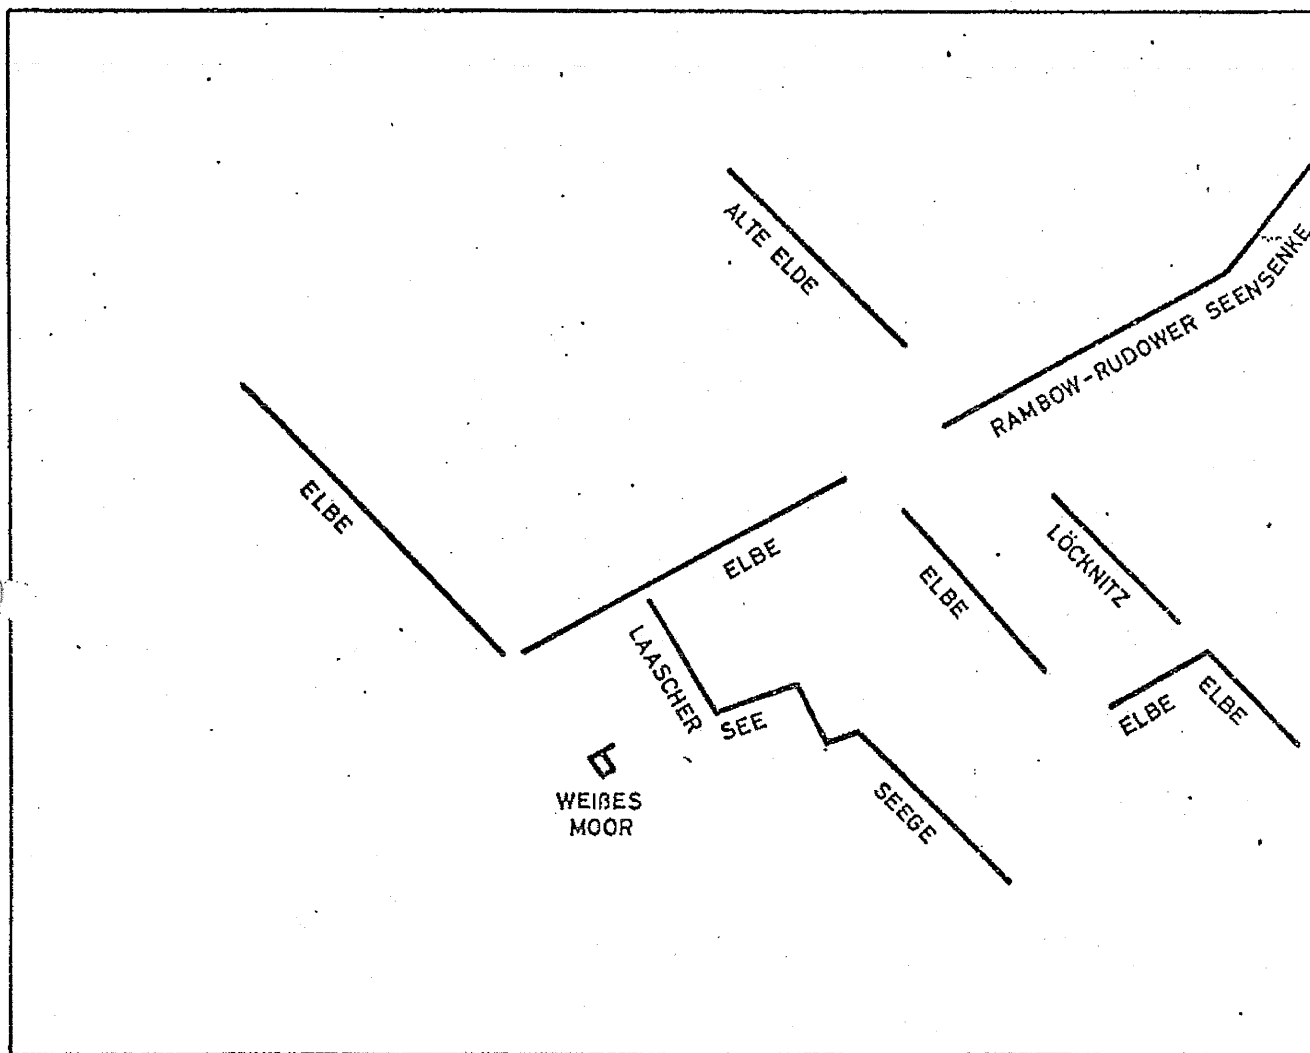 ALTE ELDE
RAMBOW-RUDOWER SEENSENKE
ELBE
ELBE
ELBE
LÖCKNITZ
LAASCHER SEE
ELBE
ELBE
WEIßES
MOOR
SEEGE